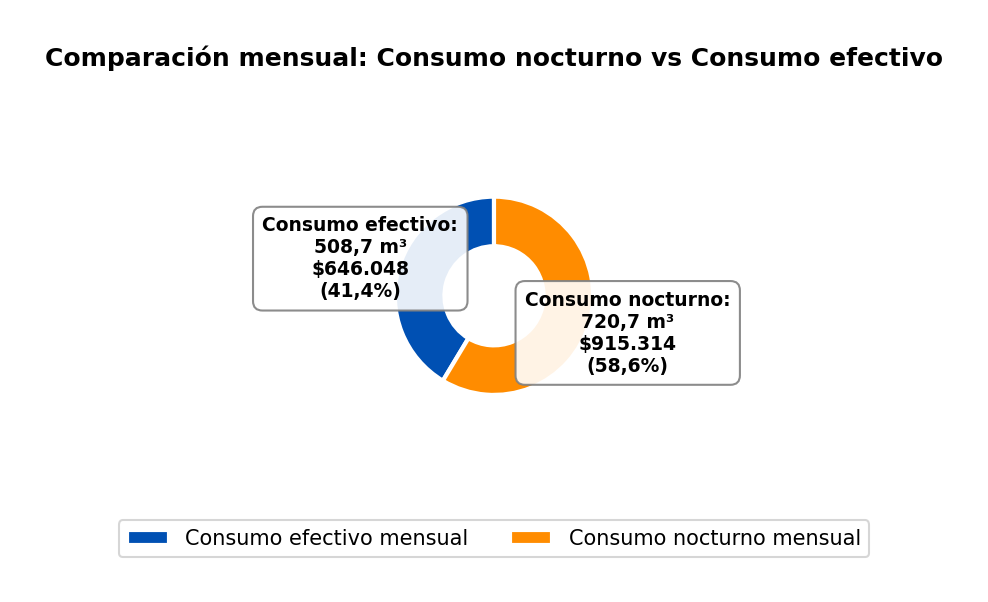 Comparación mensual: Consumo nocturno vs Consumo efectivo
Consumo efectivo:
508,7 m³
$646.048
(41,4%)
Consumo nocturno:
720,7 m³
$915.314
(58,6%)
Consumo efectivo mensual
Consumo nocturno mensual